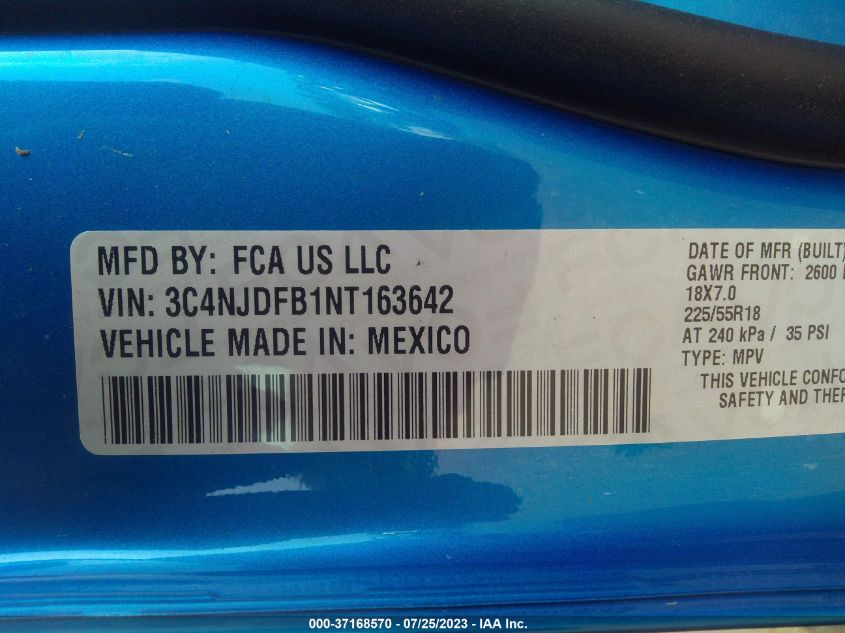 MFD BY: FCA US LLC
VIN: 3C4NJDFB1NT163642
VEHICLE MADE IN: MEXICO
DATE OF MFR (BUILT)
GAWR FRONT: 2600
18X7.0
225/55R18
AT 240 kPa / 35 PSI
TYPE: MPV
THIS VEHICLE
SAFETY AND
000-37168570 - 07/25/2023 - IAA Inc.